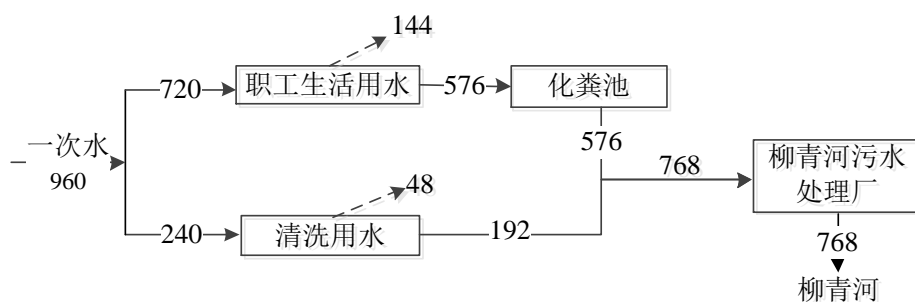 144
720
职工生活用水
576
化粪池
一次水
960
576
768
柳青河污水
处理厂
48
240
清洗用水
192
768
柳青河